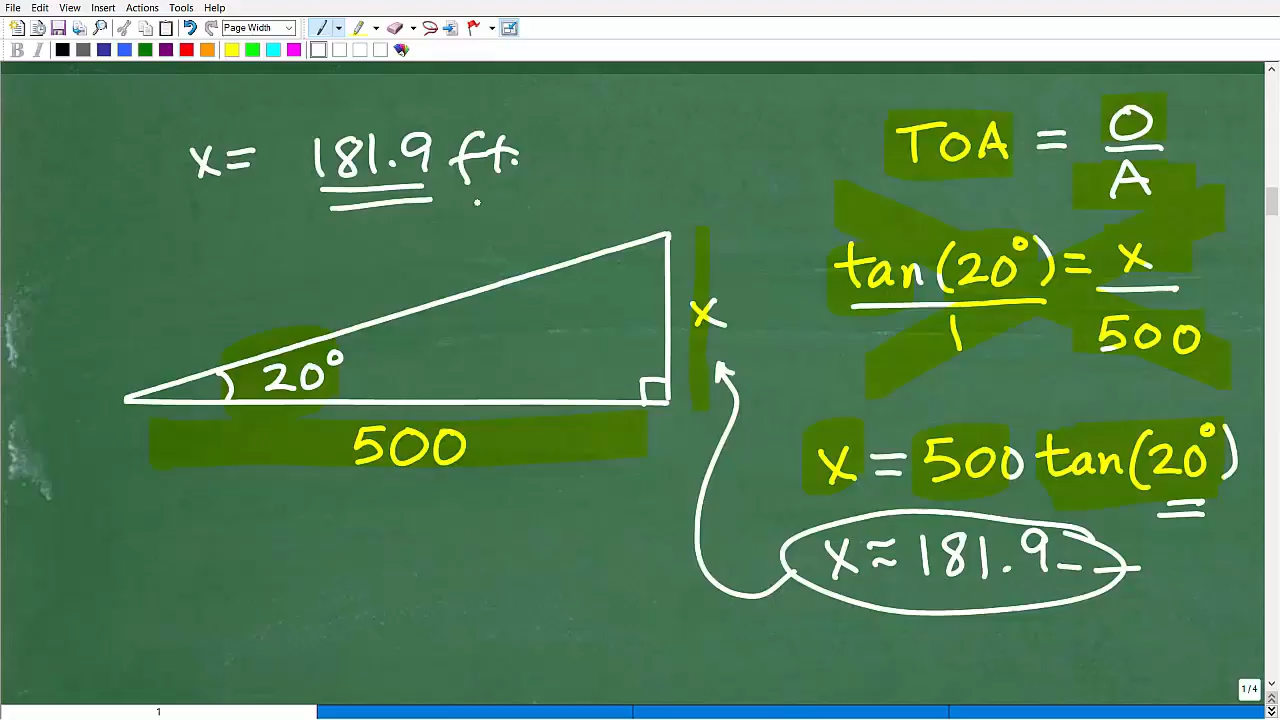 File Edit View Insert Actions Tools Help
Page Width
B I
x = 181.9 ft.
20°
500
x
TOA = O/A
tan(20°) = x
1 500
x = 500 tan(20°)
x ≈ 181.9--
1/4
1